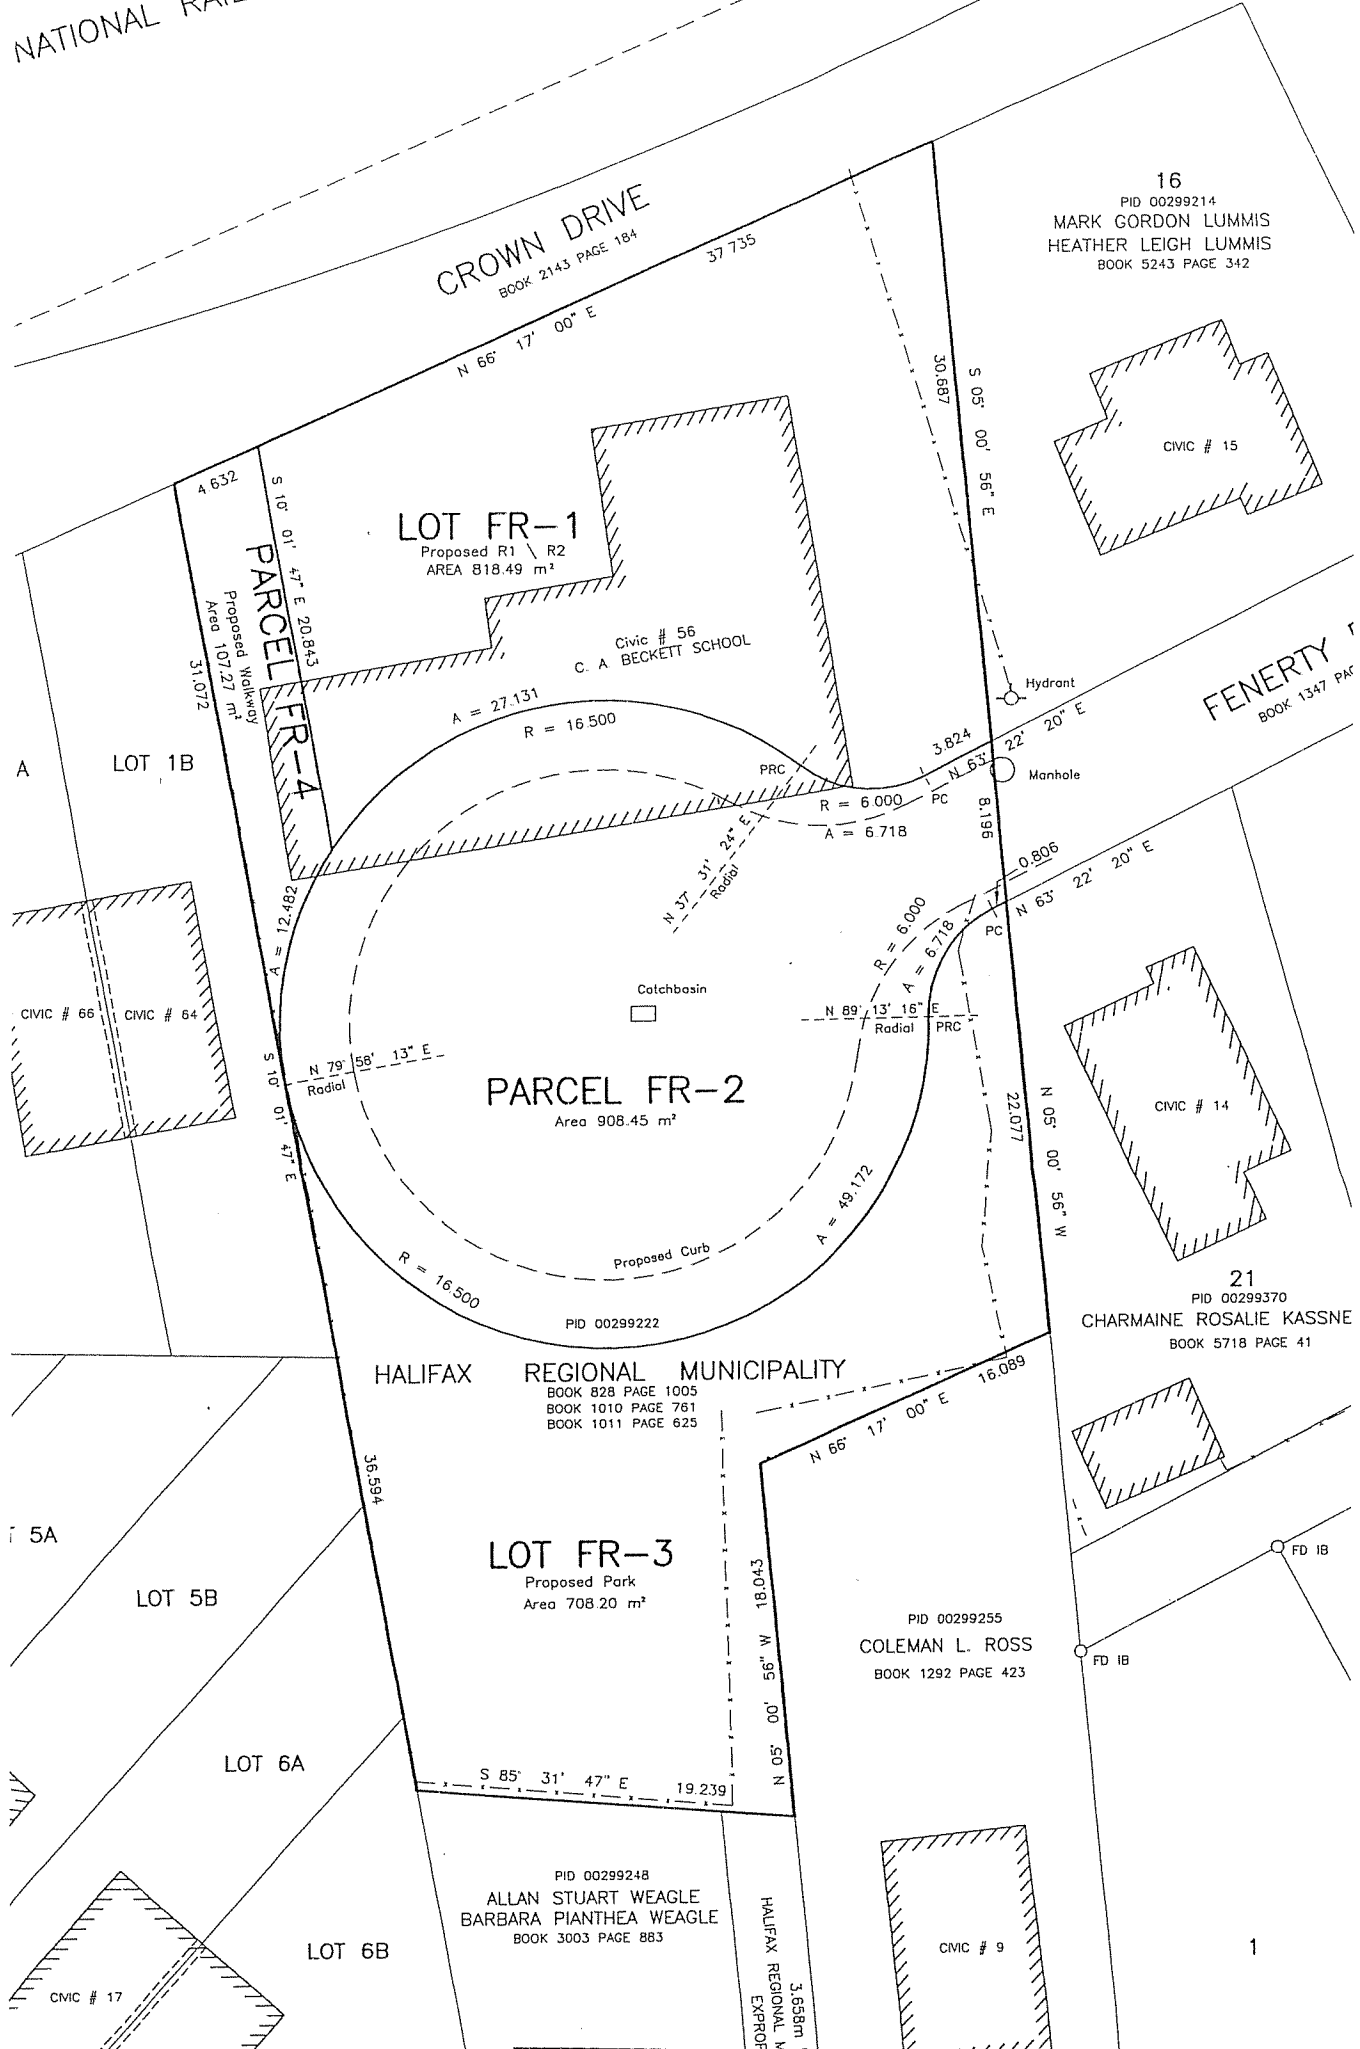 NATIONAL
CROWN DRIVE
BOOK 2143 PAGE 184
37.735
N 66° 17' 00" E
16
PID 00299214
MARK GORDON LUMMIS
HEATHER LEIGH LUMMIS
BOOK 5243 PAGE 342
30.687
S 05° 00' 56" E
CIVIC # 15
4.632
S 10° 01' 47" E 20.843
LOT FR-1
Proposed R1 \ R2
AREA 818.49 m²
PARCEL FR-4
Proposed Walkway
Area 107.27 m²
31.072
Civic # 56
C. A BECKETT SCHOOL
A = 27.131
R = 16.500
Hydrant
FENERTY
BOOK 1347
3.824
N 63° 22' 20" E
PRC
R = 6.000
PC
A = 6.718
Manhole
8.196
A
LOT 1B
N 37° 31' 24" E
Radial
0.806
N 63° 22' 20" E
PC
A = 12.482
R = 6.000
A = 6.718
Catchbasin
CIVIC # 66
CIVIC # 64
N 89° 13' 16" E
Radial
PRC
N 79° 58' 13" E
Radial
S 10° 01' 47" E
PARCEL FR-2
Area 908.45 m²
22.077
N 05° 00' 56" W
CIVIC # 14
A = 49.172
Proposed Curb
R = 16.500
21
PID 00299370
CHARMAINE ROSALIE KASSNE
BOOK 5718 PAGE 41
PID 00299222
HALIFAX REGIONAL MUNICIPALITY
BOOK 828 PAGE 1005
BOOK 1010 PAGE 761
BOOK 1011 PAGE 625
16.089
N 66° 17' 00" E
36.594
5A
LOT 5B
LOT FR-3
Proposed Park
Area 708.20 m²
18.043
N 05° 00' 56" W
FD IB
PID 00299255
COLEMAN L. ROSS
BOOK 1292 PAGE 423
FD IB
LOT 6A
S 85° 31' 47" E
19.239
PID 00299248
ALLAN STUART WEAGLE
BARBARA PIANTHEA WEAGLE
BOOK 3003 PAGE 883
LOT 6B
CIVIC # 17
HALIFAX REGIONAL
3.658m
CIVIC # 9
1